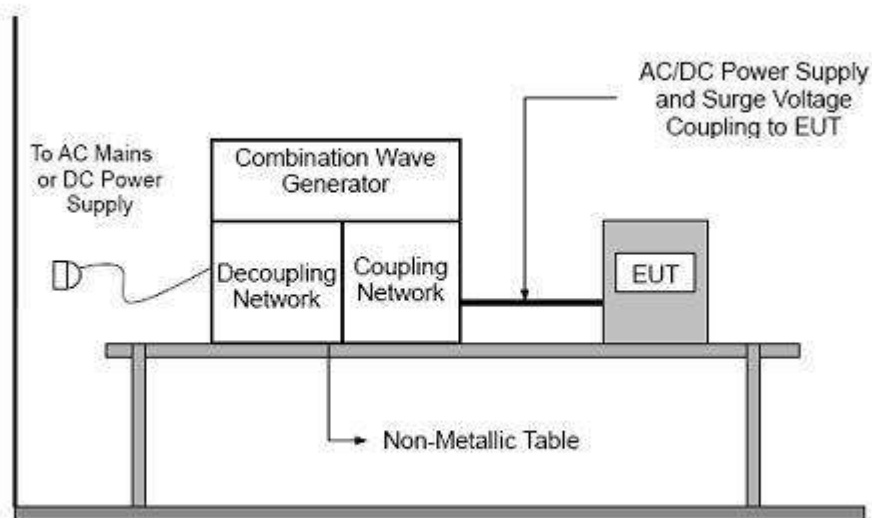 AC/DC Power Supply
and Surge Voltage
Coupling to EUT
To AC Mains
or DC Power
Supply
Combination Wave
Generator
Decoupling
Network
Coupling
Network
EUT
Non-Metallic Table